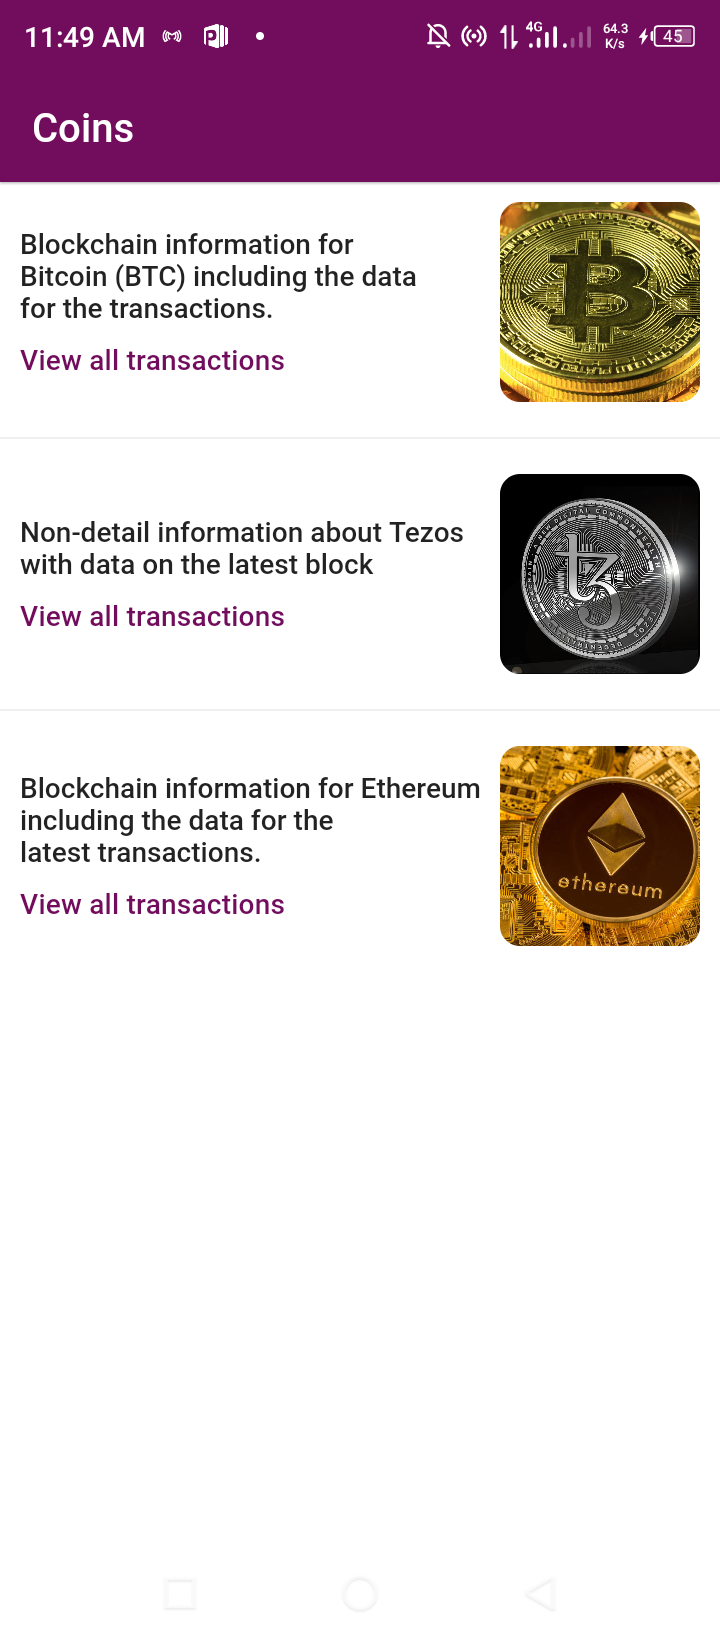 11:49 AM 4G 64.3 K/s 45
Coins
Blockchain information for
Bitcoin (BTC) including the data
for the transactions.
View all transactions
Non-detail information about Tezos
with data on the latest block
View all transactions
Blockchain information for Ethereum
including the data for the
latest transactions.
View all transactions
ethereum